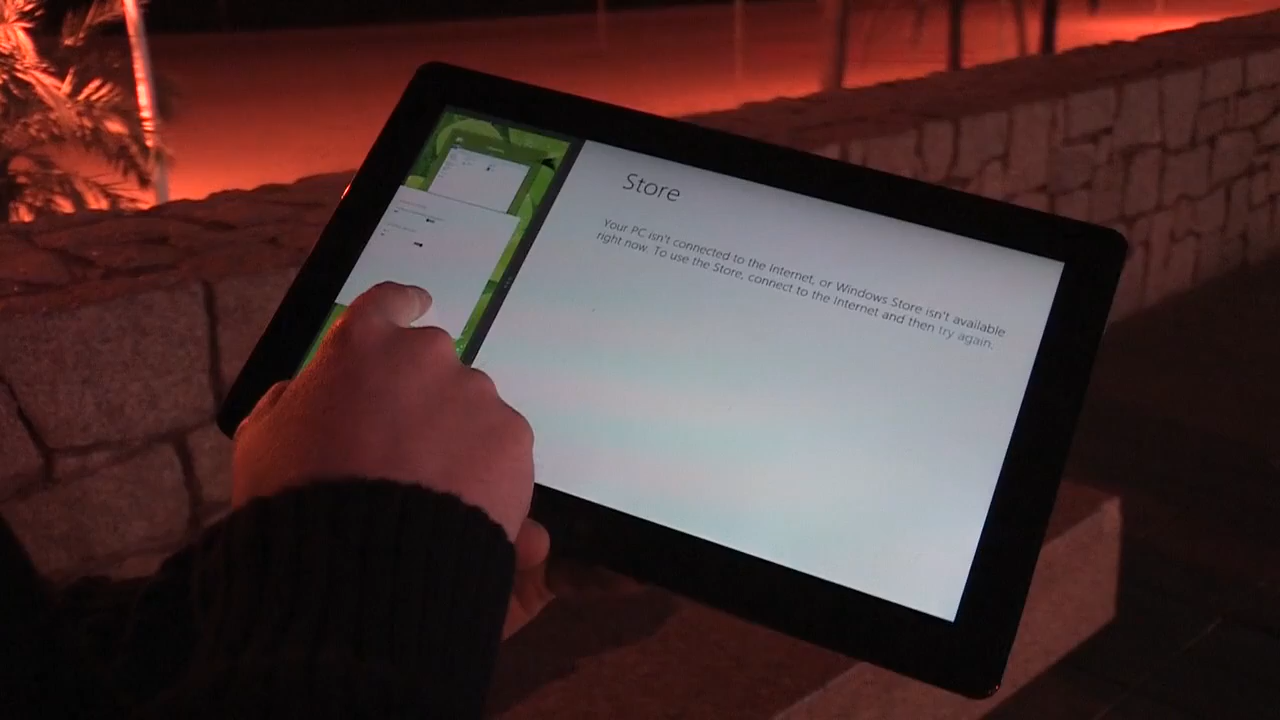 Store
Your PC isn't connected to the Internet, or Windows Store isn't available
right now. To use the Store, connect to the Internet and then try again.